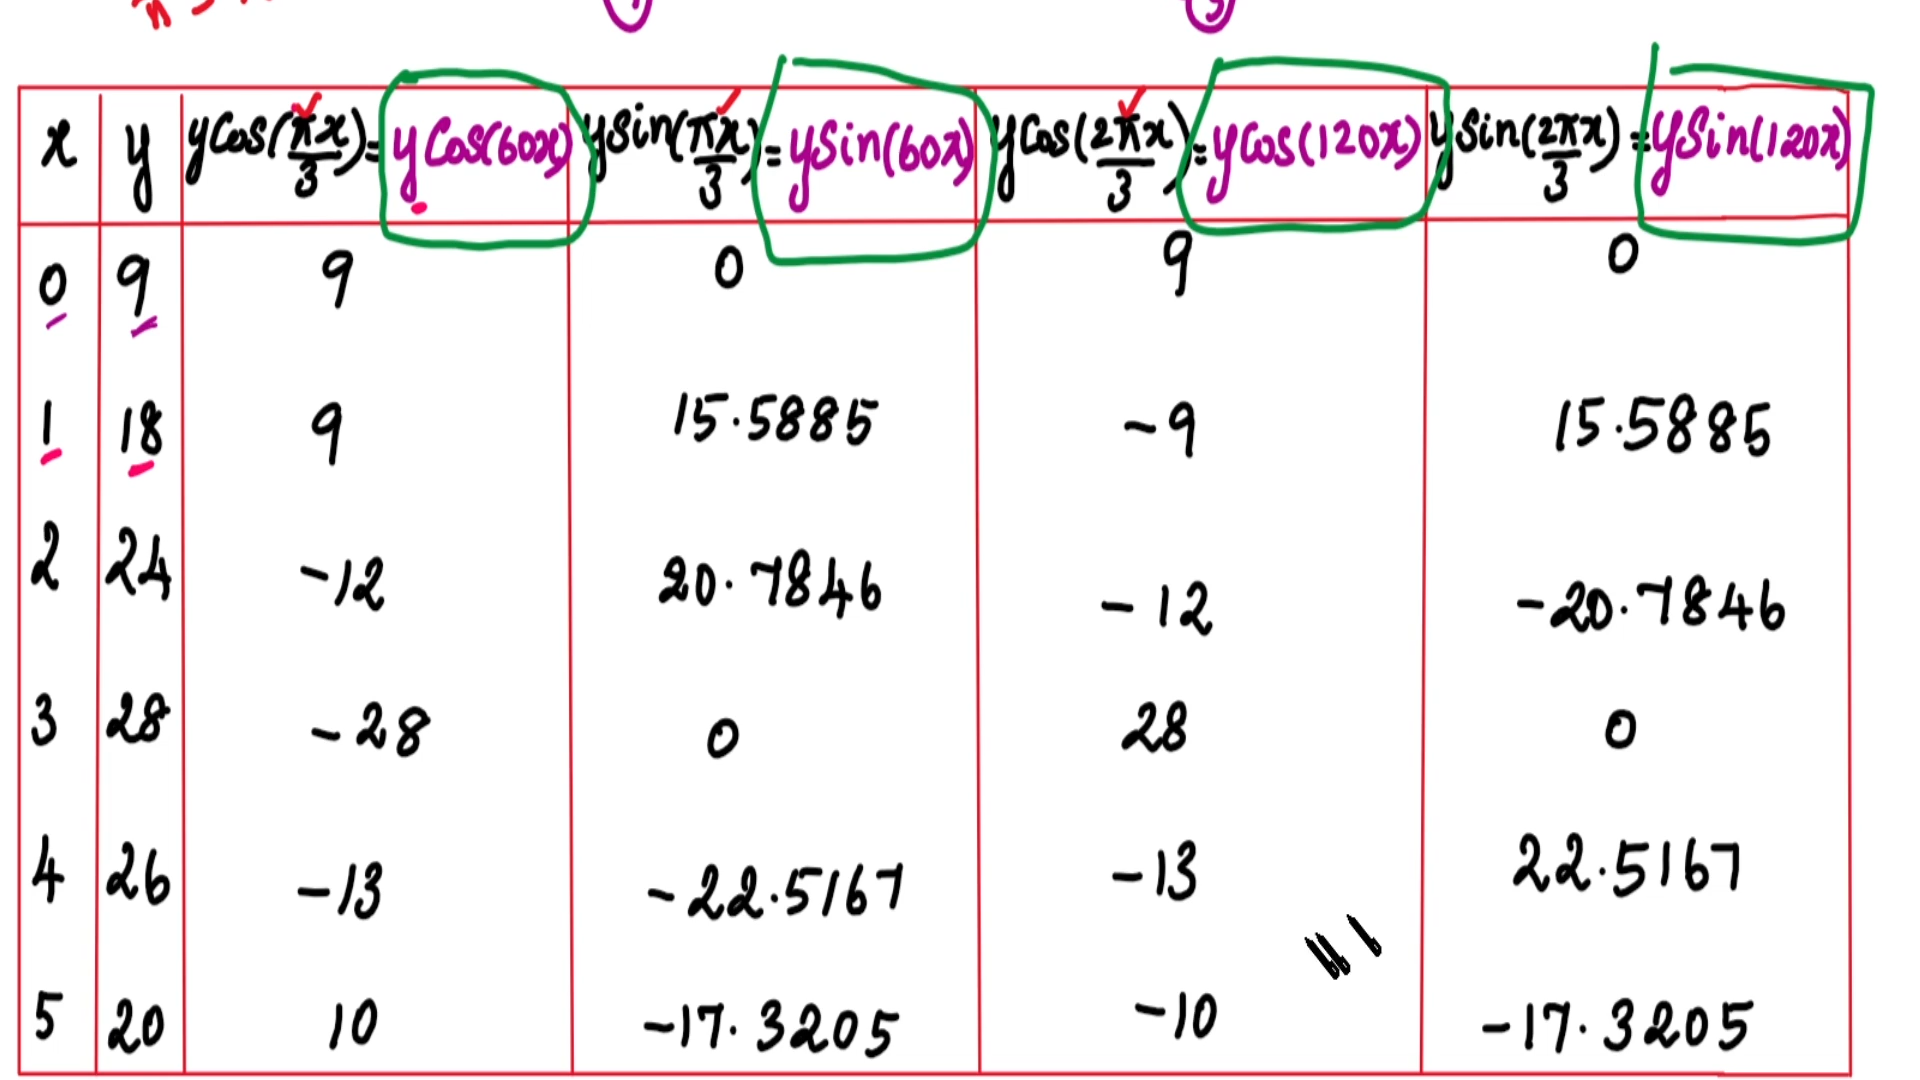 x y yCos(πx/3)= yCos(60x) ySin(πx/3)= ySin(60x) yCos(2πx/3)= yCos(120x) ySin(2πx/3)= ySin(120x)
0 9 9 0 9 0
1 18 9 15.5885 -9 15.5885
2 24 -12 20.7846 -12 -20.7846
3 28 -28 0 28 0
4 26 -13 -22.5167 -13 22.5167
5 20 10 -17.3205 -10 -17.3205